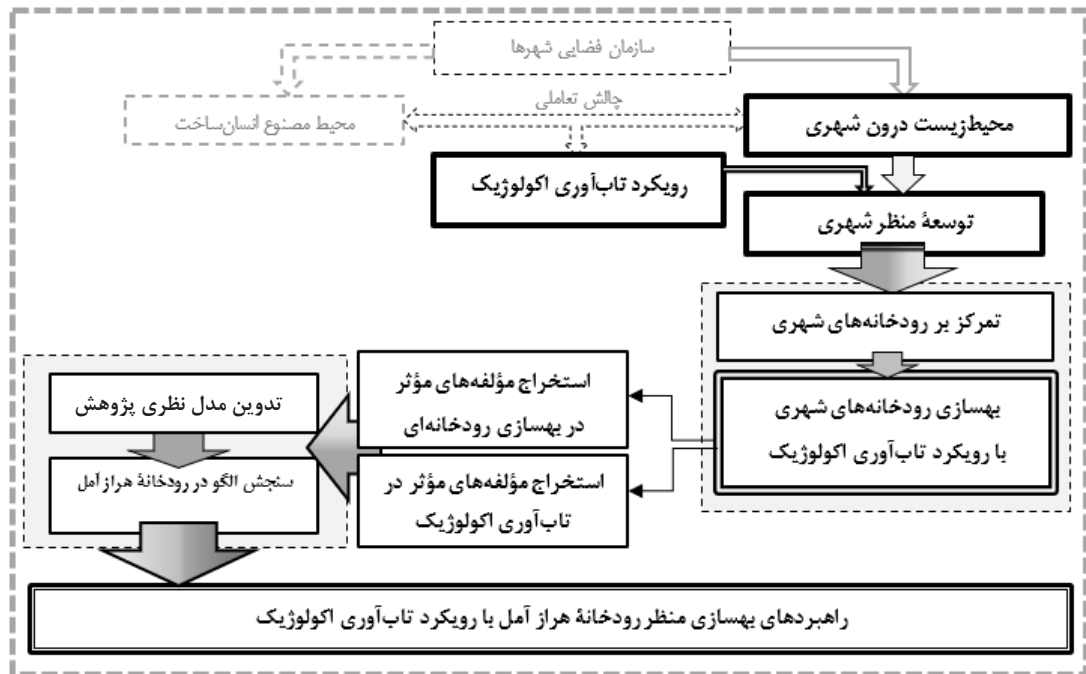 سازمان فضایی شهرها
چالش تعاملی
محیط‌زیست درون شهری
محیط مصنوع انسان‌ساخت
رویکرد تاب‌آوری اکولوژیک
توسعهٔ منظر شهری
تمرکز بر رودخانه‌های شهری
بهسازی رودخانه‌های شهری
با رویکرد تاب‌آوری اکولوژیک
استخراج مؤلفه‌های مؤثر
در بهسازی رودخانه‌ای
استخراج مؤلفه‌های مؤثر در
تاب‌آوری اکولوژیک
تدوین مدل نظری پژوهش
سنجش الگو در رودخانهٔ هراز آمل
راهبردهای بهسازی منظر رودخانهٔ هراز آمل با رویکرد تاب‌آوری اکولوژیک